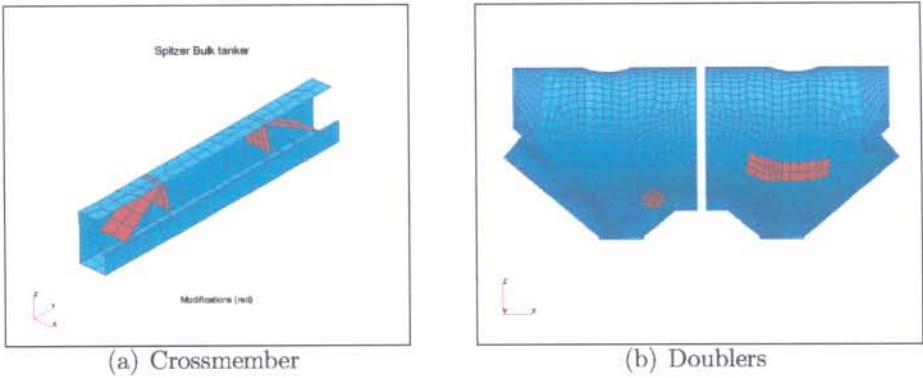 Spitzer Bulk tanker
Modifications (red)
Z
Y
X
Z
Y
X
(a) Crossmember
(b) Doublers